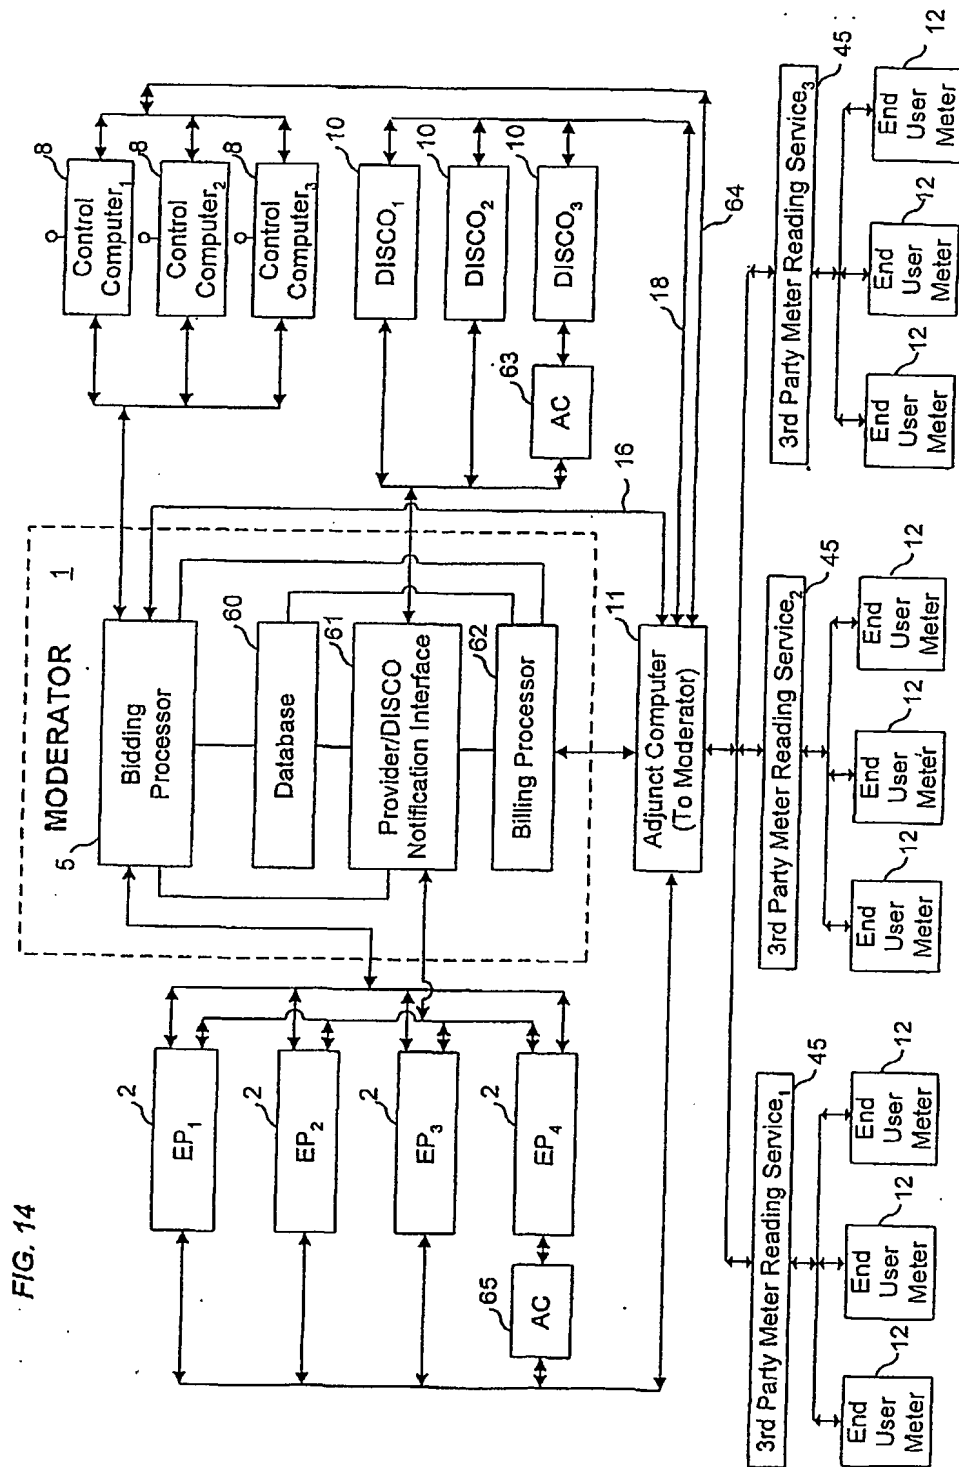 FIG. 14
MODERATOR
1
5
Bidding
Processor
60
Database
61
Provider/DISCO
Notification Interface
62
Billing Processor
2
EP1
2
EP2
2
EP3
2
EP4
65
AC
8
Control
Computer1
8
Control
Computer2
8
Control
Computer3
10
DISCO1
10
DISCO2
10
DISCO3
63
AC
16
18
64
11
Adjunct Computer
(To Moderator)
45
3rd Party Meter Reading Service1
12
End
User
Meter
12
End
User
Meter
12
End
User
Meter
45
3rd Party Meter Reading Service2
12
End
User
Meter
12
End
User
Meter
12
End
User
Meter
45
3rd Party Meter Reading Service3
12
End
User
Meter
12
End
User
Meter
12
End
User
Meter